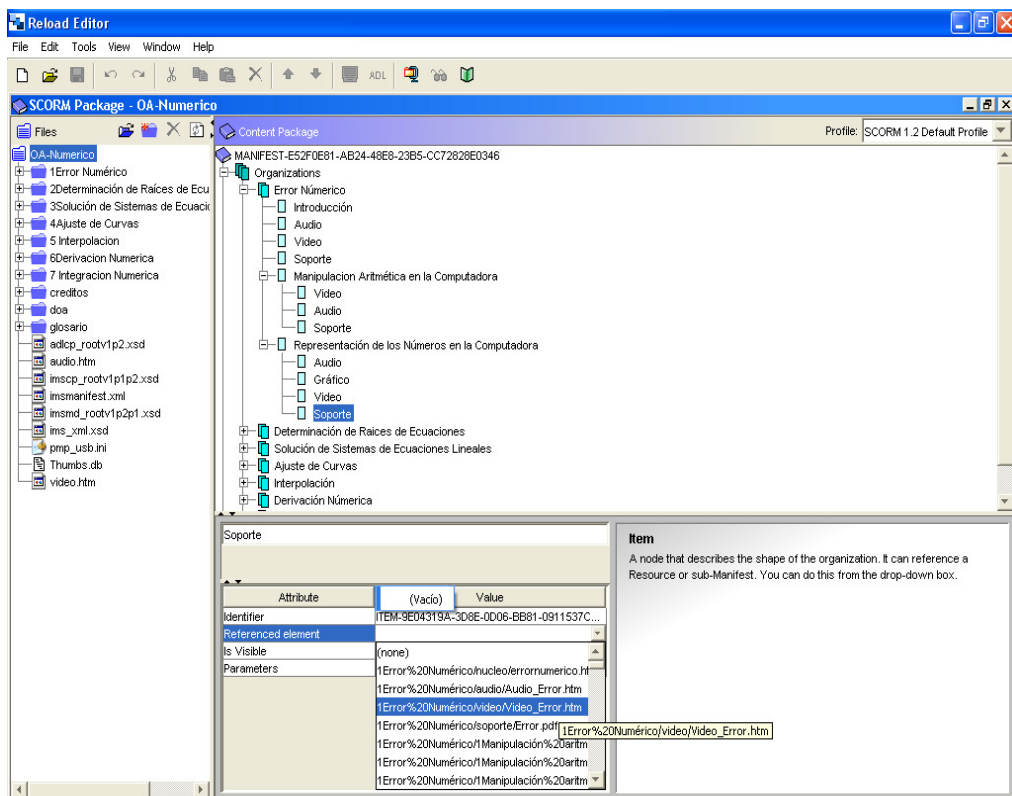 Reload Editor
File Edit Tools View Window Help
ADL
SCORM Package - OA-Numerico
Files
OA-Numerico
1Error Numérico
2Determinación de Raíces de Ecu
3Solución de Sistemas de Ecuació
4Ajuste de Curvas
5 Interpolacion
6Derivacion Numerica
7 Integracion Numerica
creditos
doa
glosario
adlcp_rootv1p2.xsd
audio.htm
imscp_rootv1p1p2.xsd
imsmanifest.xml
imsmd_rootv1p2p1.xsd
ims_xml.xsd
pmp_usb.ini
Thumbs.db
video.htm
Content Package
Profile: SCORM 1.2 Default Profile
MANIFEST-E52F0E81-AB24-48E8-23B5-CC72828E0346
Organizations
Error Númerico
Introducción
Audio
Video
Soporte
Manipulacion Aritmética en la Computadora
Video
Audio
Soporte
Representación de los Números en la Computadora
Audio
Gráfico
Video
Soporte
Determinación de Raices de Ecuaciones
Solución de Sistemas de Ecuaciones Lineales
Ajuste de Curvas
Interpolación
Derivación Númerica
Soporte
Attribute (Vacío) Value
Identifier ITEM-9E04319A-3D8E-0D06-BB81-0911537C...
Referenced element
Is Visible (none)
Parameters 1Error%20Numérico/nucleo/errornumerico.ht
1Error%20Numérico/audio/Audio_Error.htm
1Error%20Numérico/video/Video_Error.htm
1Error%20Numérico/soporte/Error.pdf
1Error%20Numérico/video/Video_Error.htm
1Error%20Numérico/1Manipulación%20aritm
1Error%20Numérico/1Manipulación%20aritm
1Error%20Numérico/1Manipulación%20aritm
Item
A node that describes the shape of the organization. It can reference a
Resource or sub-Manifest. You can do this from the drop-down box.